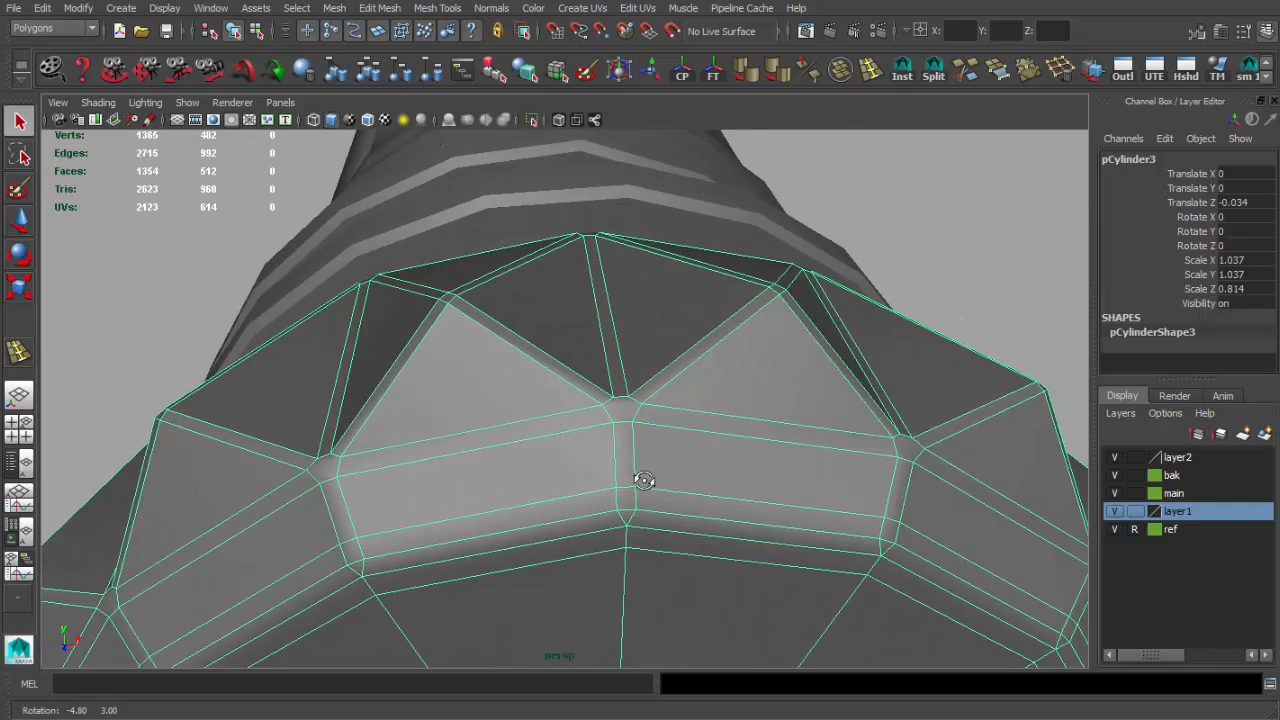 File Edit Modify Create Display Window Assets Select Mesh Edit Mesh Mesh Tools Normals Color Create UVs Edit UVs Muscle Pipeline Cache Help
Polygons No Live Surface X: Y: Z:
CP FT Inst Split Outl UTE Hshd TM sm 1
View Shading Lighting Show Renderer Panels
Channel Box / Layer Editor
Channels Edit Object Show
Verts: 1365 482 0
Edges: 2715 992 0
Faces: 1354 512 0
Tris: 2623 960 0
UVs: 2123 614 0
pCylinder3
Translate X 0
Translate Y 0
Translate Z -0.034
Rotate X 0
Rotate Y 0
Rotate Z 0
Scale X 1.037
Scale Y 1.037
Scale Z 0.814
Visibility on
SHAPES
pCylinderShape3
Display Render Anim
Layers Options Help
V layer2
V bak
V main
V layer1
V R ref
y x z
persp
MAYA
MEL
Rotation: -4.80 3.00